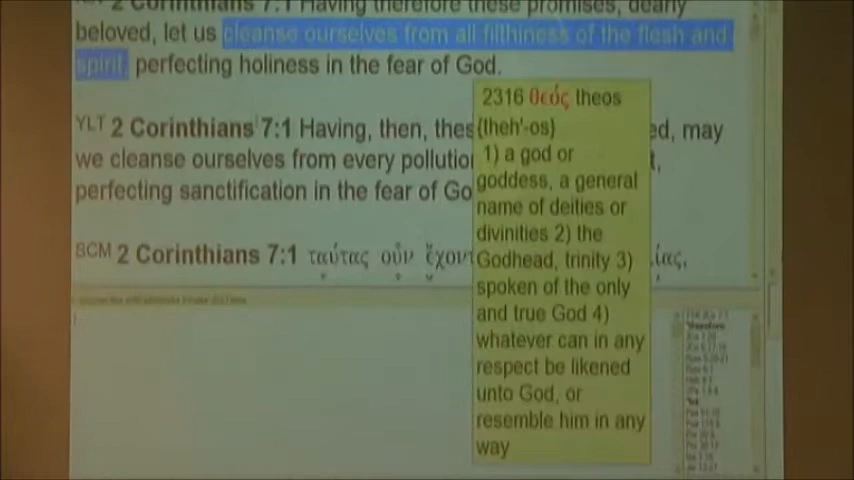 2 Corinthians 7:1 Having therefore these promises, dearly
beloved, let us cleanse ourselves from all filthiness of the flesh and
spirit, perfecting holiness in the fear of God.
YLT 2 Corinthians 7:1 Having, then, thes ed, may
we cleanse ourselves from every pollution t,
perfecting sanctification in the fear of Go
SCM 2 Corinthians 7:1 ταύτας οὖν ἔχοντ ίας,
2316 θεός theos
{theh'-os}
1) a god or
goddess, a general
name of deities or
divinities 2) the
Godhead, trinity 3)
spoken of the only
and true God 4)
whatever can in any
respect be likened
unto God, or
resemble him in any
way